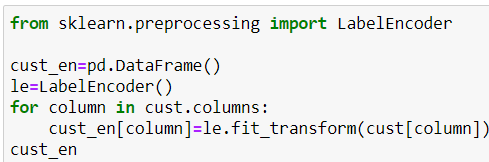 from sklearn.preprocessing import LabelEncoder
cust_en=pd.DataFrame()
le=LabelEncoder()
for column in cust.columns:
    cust_en[column]=le.fit_transform(cust[column])
cust_en